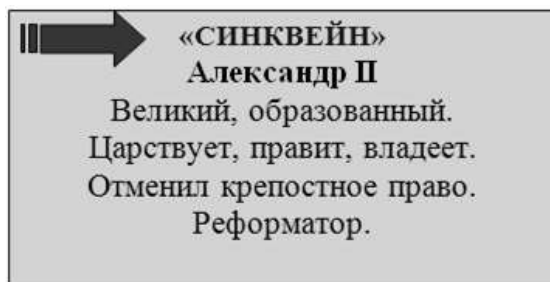 «СИНКВЕЙН»
Александр II
Великий, образованный.
Царствует, правит, владеет.
Отменил крепостное право.
Реформатор.